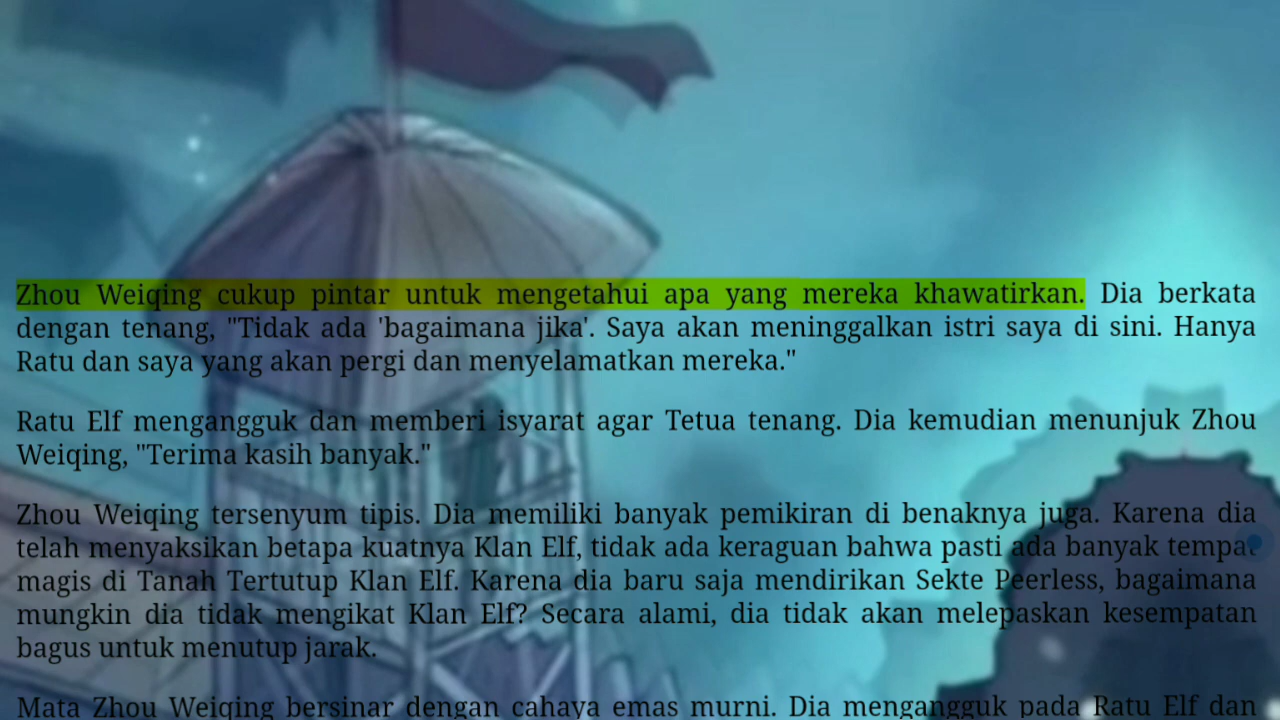 Zhou Weiqing cukup pintar untuk mengetahui apa yang mereka khawatirkan. Dia berkata
dengan tenang, "Tidak ada 'bagaimana jika'. Saya akan meninggalkan istri saya di sini. Hanya
Ratu dan saya yang akan pergi dan menyelamatkan mereka."
Ratu Elf mengangguk dan memberi isyarat agar Tetua tenang. Dia kemudian menunjuk Zhou
Weiqing, "Terima kasih banyak."
Zhou Weiqing tersenyum tipis. Dia memiliki banyak pemikiran di benaknya juga. Karena dia
telah menyaksikan betapa kuatnya Klan Elf, tidak ada keraguan bahwa pasti ada banyak tempat
magis di Tanah Tertutup Klan Elf. Karena dia baru saja mendirikan Sekte Peerless, bagaimana
mungkin dia tidak mengikat Klan Elf? Secara alami, dia tidak akan melepaskan kesempatan
bagus untuk menutup jarak.
Mata Zhou Weiqing bersinar dengan cahaya emas murni. Dia mengangguk pada Ratu Elf dan